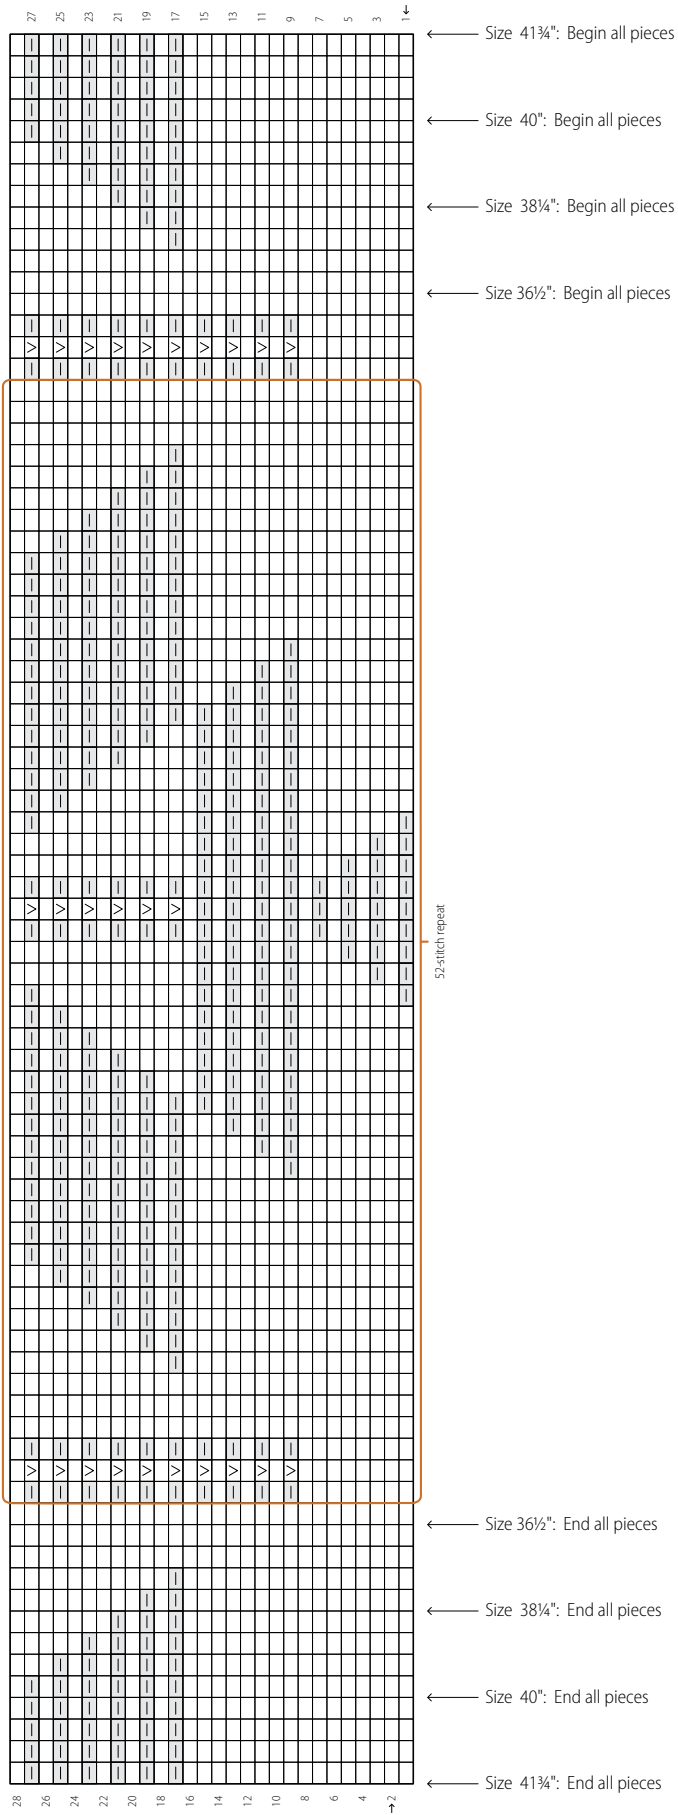 27 25 23 21 19 17 15 13 11 9 7 5 3 1
Size 41¾": Begin all pieces
Size 40": Begin all pieces
Size 38¼": Begin all pieces
Size 36½": Begin all pieces
52-stitch repeat
Size 36½": End all pieces
Size 38¼": End all pieces
Size 40": End all pieces
Size 41¾": End all pieces
28 26 24 22 20 18 16 14 12 10 8 6 4 2